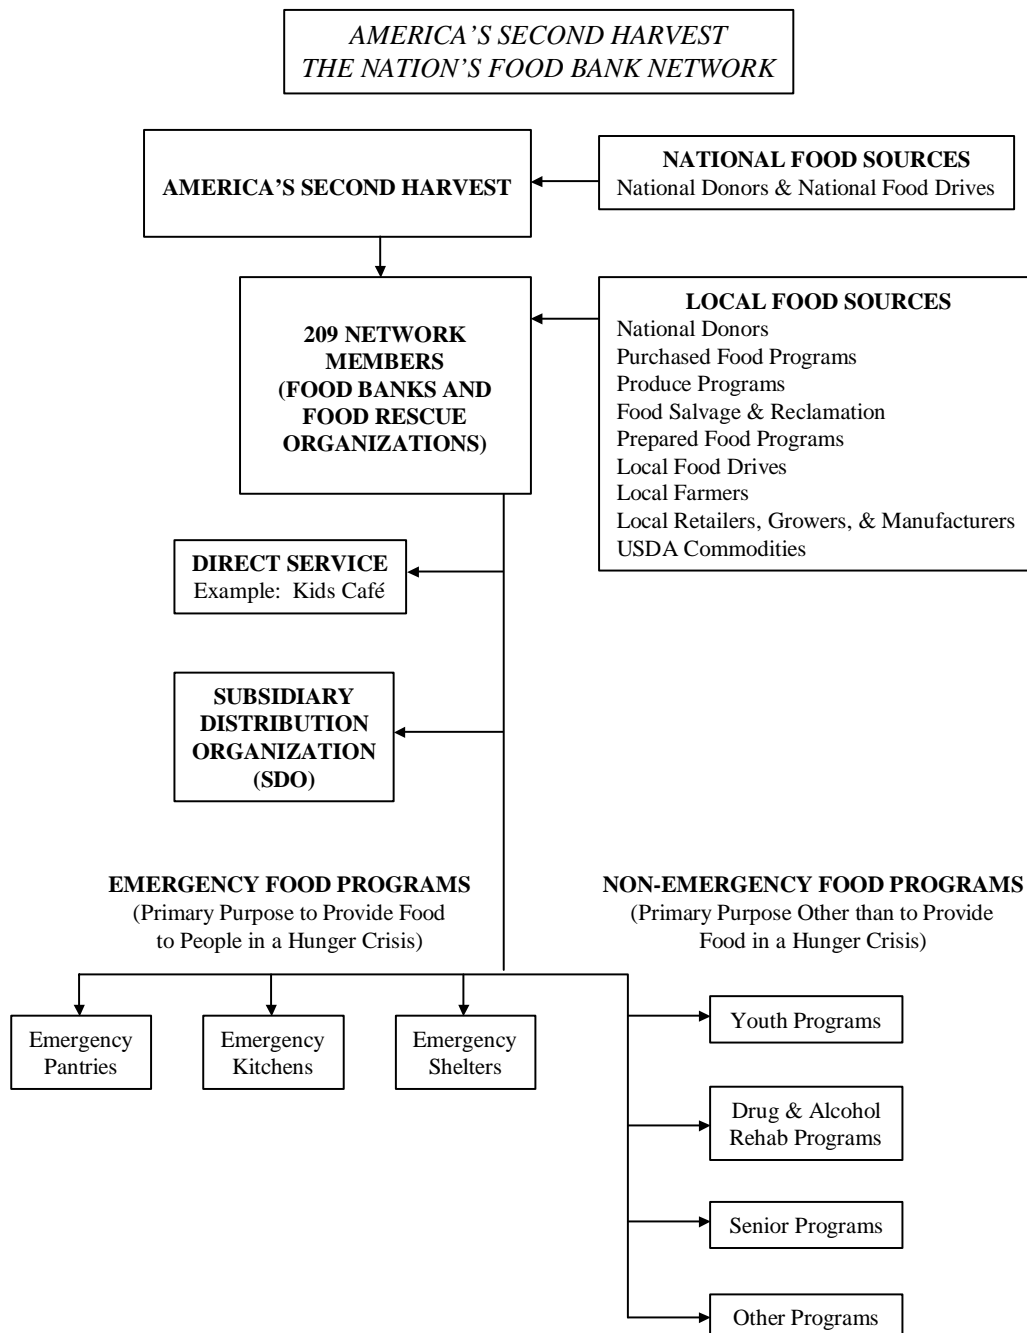 AMERICA'S SECOND HARVEST
THE NATION'S FOOD BANK NETWORK
AMERICA'S SECOND HARVEST
NATIONAL FOOD SOURCES
National Donors & National Food Drives
209 NETWORK
MEMBERS
(FOOD BANKS AND
FOOD RESCUE
ORGANIZATIONS)
LOCAL FOOD SOURCES
National Donors
Purchased Food Programs
Produce Programs
Food Salvage & Reclamation
Prepared Food Programs
Local Food Drives
Local Farmers
Local Retailers, Growers, & Manufacturers
USDA Commodities
DIRECT SERVICE
Example:  Kids Café
SUBSIDIARY
DISTRIBUTION
ORGANIZATION
(SDO)
EMERGENCY FOOD PROGRAMS
(Primary Purpose to Provide Food
to People in a Hunger Crisis)
NON-EMERGENCY FOOD PROGRAMS
(Primary Purpose Other than to Provide
Food in a Hunger Crisis)
Emergency
Pantries
Emergency
Kitchens
Emergency
Shelters
Youth Programs
Drug & Alcohol
Rehab Programs
Senior Programs
Other Programs